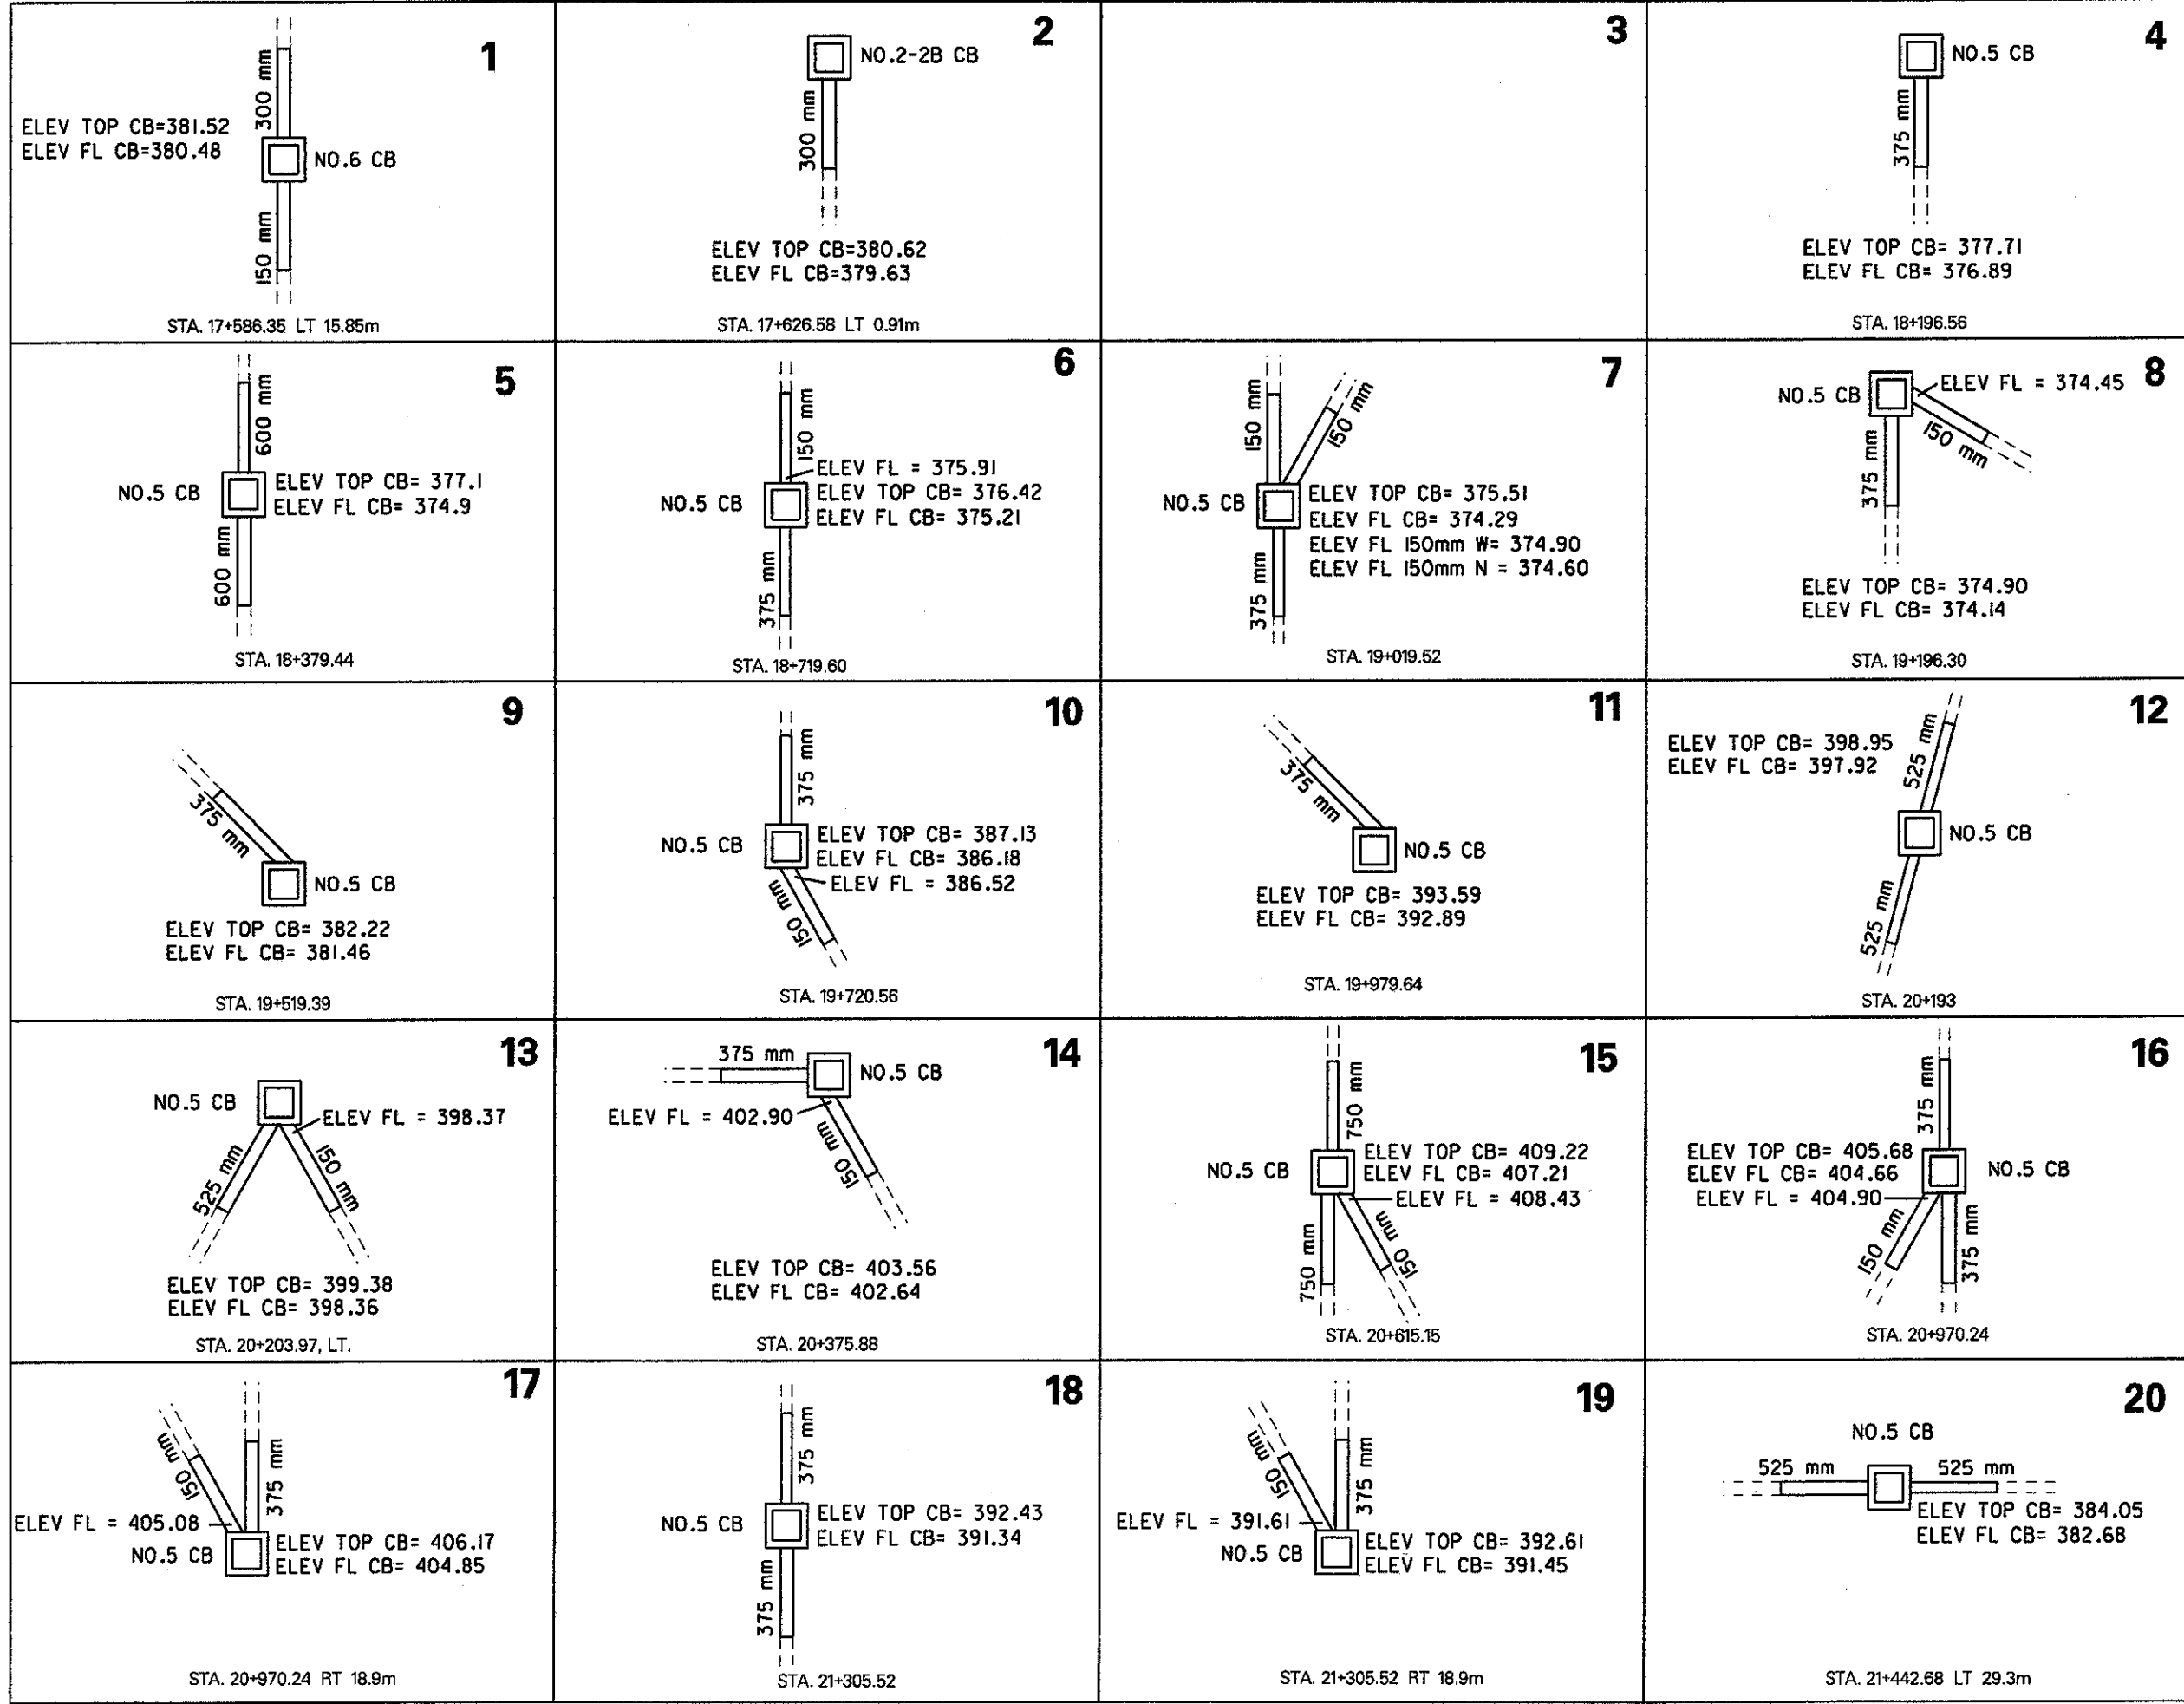 1
300 mm
ELEV TOP CB=381.52
ELEV FL CB=380.48
NO.6 CB
150 mm
STA. 17+586.35 LT 15.85m
2
NO.2-2B CB
300 mm
ELEV TOP CB=380.62
ELEV FL CB=379.63
STA. 17+626.58 LT 0.91m
3
4
NO.5 CB
375 mm
ELEV TOP CB= 377.71
ELEV FL CB= 376.89
STA. 18+196.56
5
600 mm
NO.5 CB
ELEV TOP CB= 377.1
ELEV FL CB= 374.9
600 mm
STA. 18+379.44
6
150 mm
ELEV FL = 375.91
NO.5 CB
ELEV TOP CB= 376.42
ELEV FL CB= 375.21
375 mm
STA. 18+719.60
7
150 mm
150 mm
NO.5 CB
ELEV TOP CB= 375.51
ELEV FL CB= 374.29
ELEV FL 150mm W= 374.90
ELEV FL 150mm N = 374.60
375 mm
STA. 19+019.52
8
ELEV FL = 374.45
NO.5 CB
150 mm
375 mm
ELEV TOP CB= 374.90
ELEV FL CB= 374.14
STA. 19+196.30
9
375 mm
NO.5 CB
ELEV TOP CB= 382.22
ELEV FL CB= 381.46
STA. 19+519.39
10
375 mm
NO.5 CB
ELEV TOP CB= 387.13
ELEV FL CB= 386.18
ELEV FL = 386.52
150 mm
STA. 19+720.56
11
375 mm
NO.5 CB
ELEV TOP CB= 393.59
ELEV FL CB= 392.89
STA. 19+979.64
12
ELEV TOP CB= 398.95
ELEV FL CB= 397.92
525 mm
NO.5 CB
525 mm
STA. 20+193
13
NO.5 CB
ELEV FL = 398.37
525 mm
150 mm
ELEV TOP CB= 399.38
ELEV FL CB= 398.36
STA. 20+203.97, LT.
14
375 mm
NO.5 CB
ELEV FL = 402.90
150 mm
ELEV TOP CB= 403.56
ELEV FL CB= 402.64
STA. 20+375.88
15
750 mm
NO.5 CB
ELEV TOP CB= 409.22
ELEV FL CB= 407.21
ELEV FL = 408.43
750 mm
150 mm
STA. 20+615.15
16
375 mm
ELEV TOP CB= 405.68
ELEV FL CB= 404.66
ELEV FL = 404.90
NO.5 CB
150 mm
375 mm
STA. 20+970.24
17
150 mm
375 mm
ELEV FL = 405.08
NO.5 CB
ELEV TOP CB= 406.17
ELEV FL CB= 404.85
STA. 20+970.24 RT 18.9m
18
375 mm
NO.5 CB
ELEV TOP CB= 392.43
ELEV FL CB= 391.34
375 mm
STA. 21+305.52
19
150 mm
375 mm
ELEV FL = 391.61
NO.5 CB
ELEV TOP CB= 392.61
ELEV FL CB= 391.45
STA. 21+305.52 RT 18.9m
20
NO.5 CB
525 mm
525 mm
ELEV TOP CB= 384.05
ELEV FL CB= 382.68
STA. 21+442.68 LT 29.3m